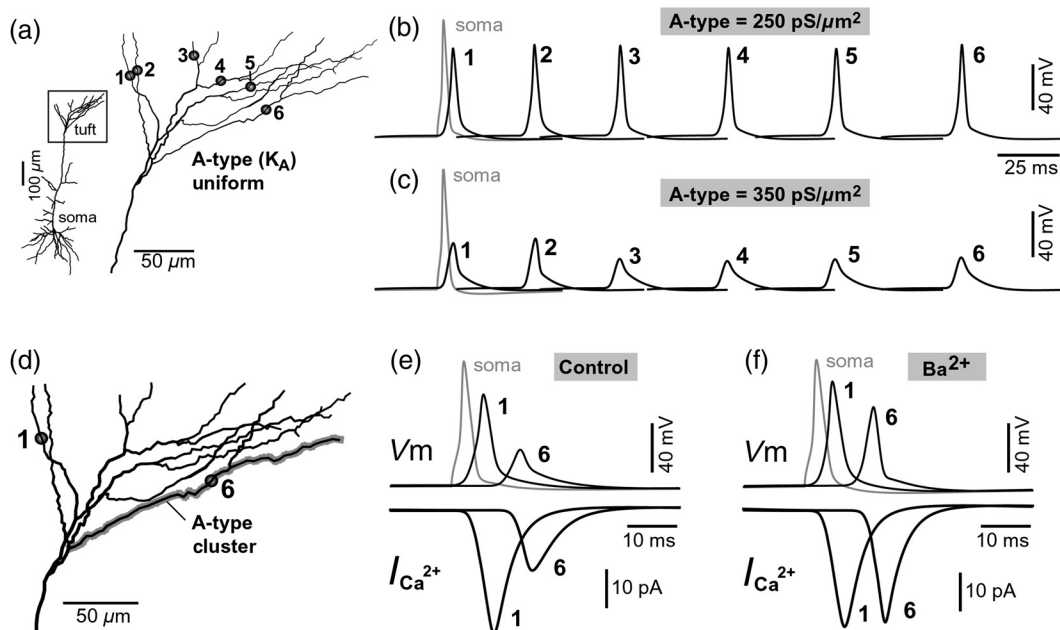 (a)
1
2
3
4
5
6
tuft
100 μm
soma
A-type (KA)
uniform
50 μm
(b)
soma
A-type = 250 pS/μm²
1
2
3
4
5
6
40 mV
25 ms
(c)
soma
A-type = 350 pS/μm²
1
2
3
4
5
6
40 mV
(d)
1
6
A-type
cluster
50 μm
(e)
soma
Control
1
6
Vm
40 mV
10 ms
ICa²⁺
6
1
10 pA
(f)
soma
Ba²⁺
1
6
Vm
40 mV
10 ms
ICa²⁺
1
6
10 pA